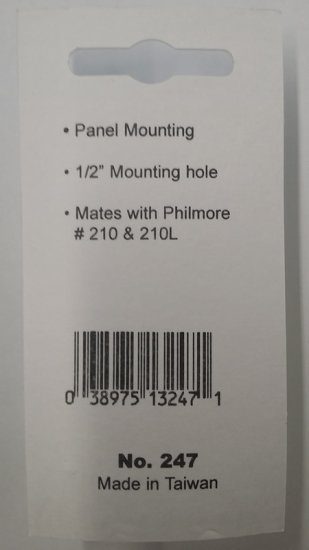 • Panel Mounting
• 1/2” Mounting hole
• Mates with Philmore
# 210 & 210L
0 38975 13247 1
No. 247
Made in Taiwan